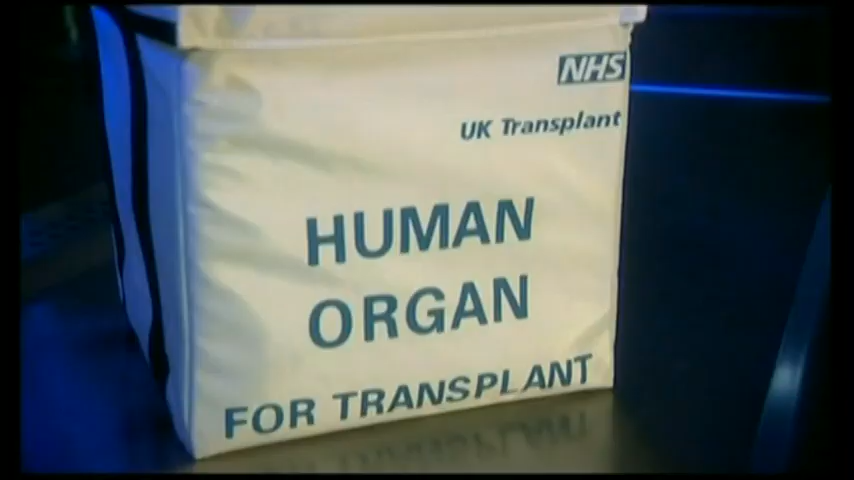 NHS
UK Transplant
HUMAN
ORGAN
FOR TRANSPLANT